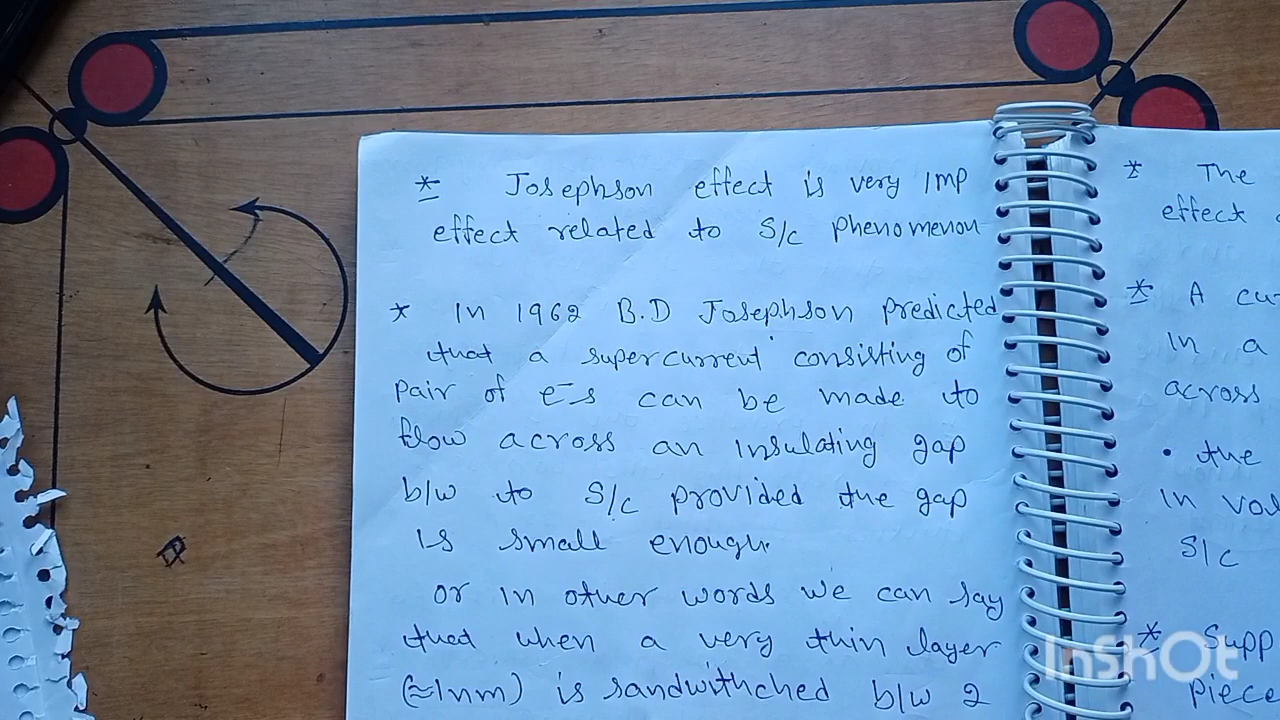 * Josephson effect is very imp
effect related to S/c phenomenon
* In 1962 B.D Josephson predicted
that a supercurrent consisting of
pair of e-s can be made to
flow across an insulating gap
b/w to S/c provided the gap
is small enough.
or in other words we can say
that when a very thin layer
(≈1nm) is sandwithched b/w 2
* The
effect
* A cur
in a
across
• the
in vol
S/c
* Supp
piece
InShOt